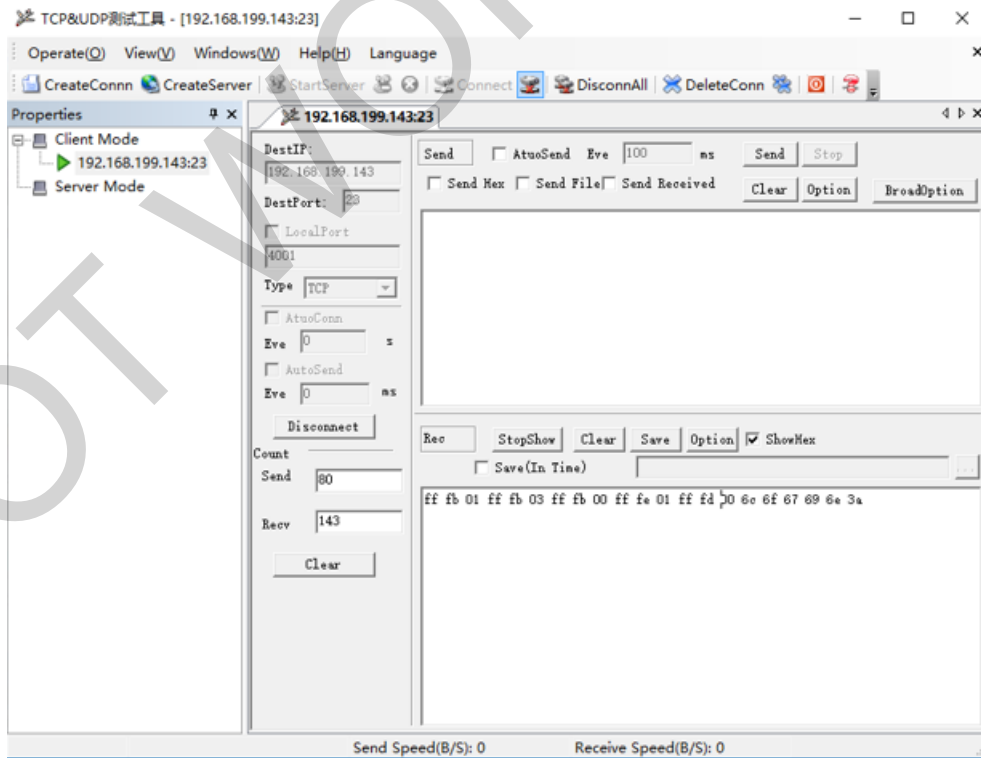 TCP&UDP测试工具 - [192.168.199.143:23]
Operate(O) View(V) Windows(W) Help(H) Language
CreateConnn CreateServer StartServer Connect DisconnAll DeleteConn
Properties
192.168.199.143:23
Client Mode
192.168.199.143:23
Server Mode
DestIP:
192.168.199.143
DestPort: 23
LocalPort
4001
Type TCP
AtuoConn
Eve 0 s
AutoSend
Eve 0 ms
Disconnect
Count
Send 80
Recv 143
Clear
Send AtuoSend Eve 100 ms Send Stop
Send Hex Send File Send Received Clear Option BroadOption
Rec StopShow Clear Save Option ShowHex
Save(In Time) ...
ff fb 01 ff fb 03 ff fb 00 ff fe 01 ff fd 00 6c 6f 67 69 6e 3a
Send Speed(B/S): 0 Receive Speed(B/S): 0
OT WO